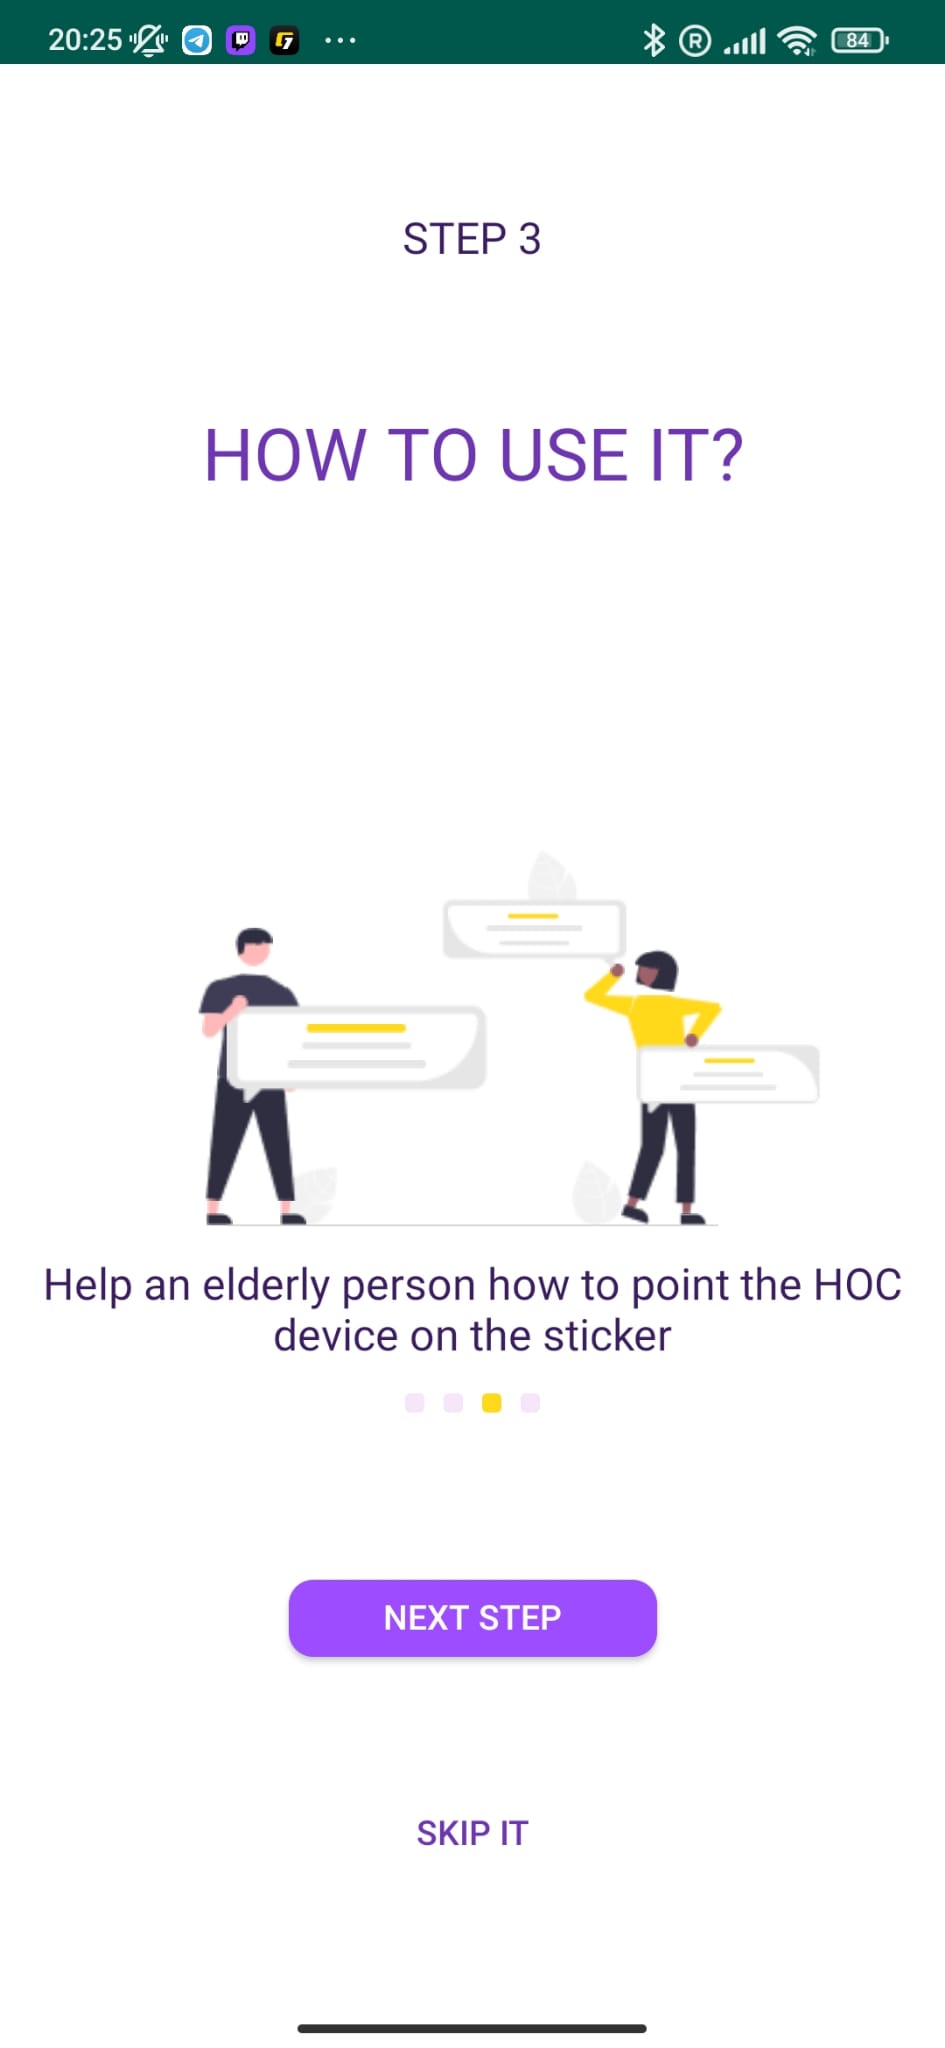 20:25
84
STEP 3
HOW TO USE IT?
Help an elderly person how to point the HOC
device on the sticker
NEXT STEP
SKIP IT